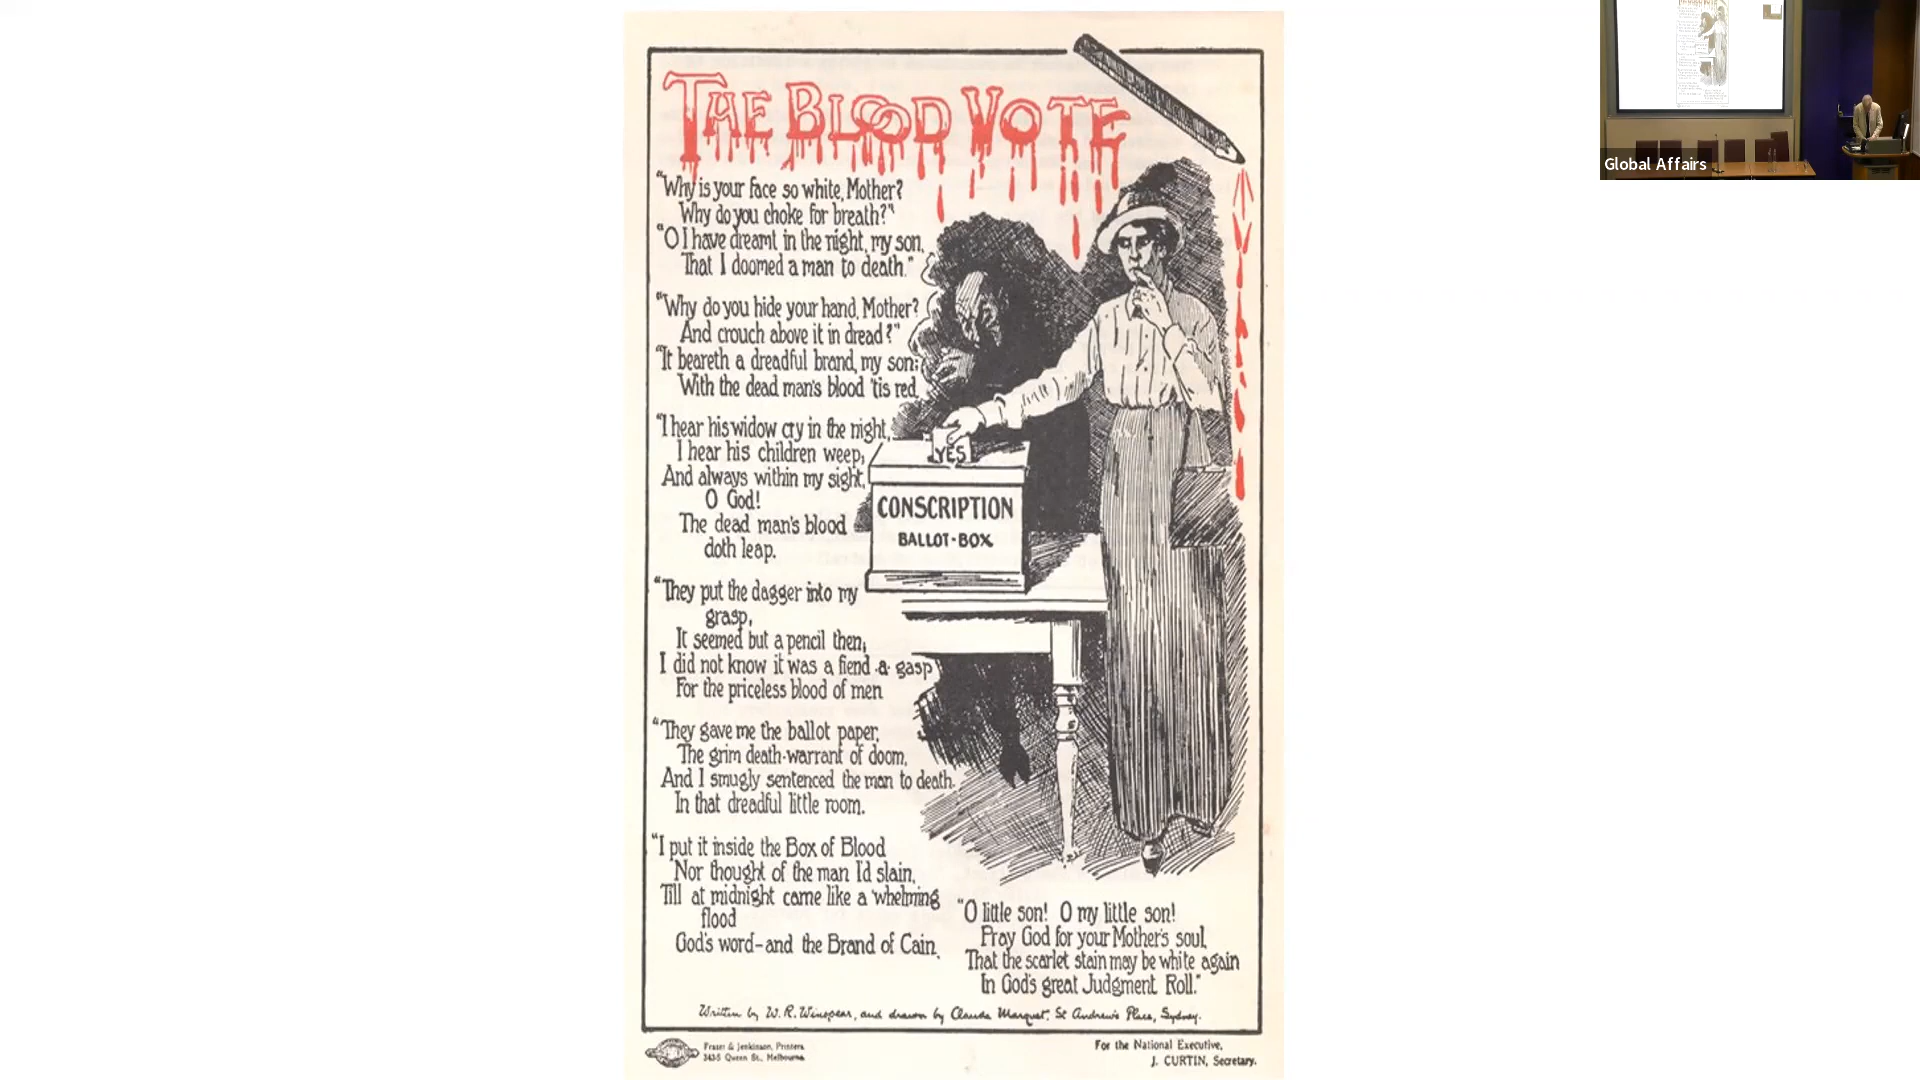 THE BLOOD VOTE
"Why is your face so white, Mother?
Why do you choke for breath?"
"O I have dreamt in the night, my son,
That I doomed a man to death."
"Why do you hide your hand, Mother?
And crouch above it in dread?"
"It beareth a dreadful brand, my son;
With the dead man's blood 'tis red.
"I hear his widow cry in the night,
I hear his children weep;
And always within my sight,
O God!
The dead man's blood
doth leap.
"They put the dagger into my
grasp,
It seemed but a pencil then;
I did not know it was a fiend a-gasp
For the priceless blood of men
"They gave me the ballot paper,
The grim death-warrant of doom,
And I smugly sentenced the man to death.
In that dreadful little room.
"I put it inside the Box of Blood
Nor thought of the man I'd slain,
Till at midnight came like a 'whelming
flood
God's word-and the Brand of Cain.
"O little son! O my little son!
Pray God for your Mother's soul,
That the scarlet stain may be white again
In God's great Judgment Roll."
YES
CONSCRIPTION
BALLOT-BOX
Written by W. R. Winspear, and drawn by Claude Marquet, St Andrew's Place, Sydney.
Fraser & Jenkinson, Printers
343-5 Queen St., Melbourne
For the National Executive,
J. CURTIN, Secretary.
Global Affairs